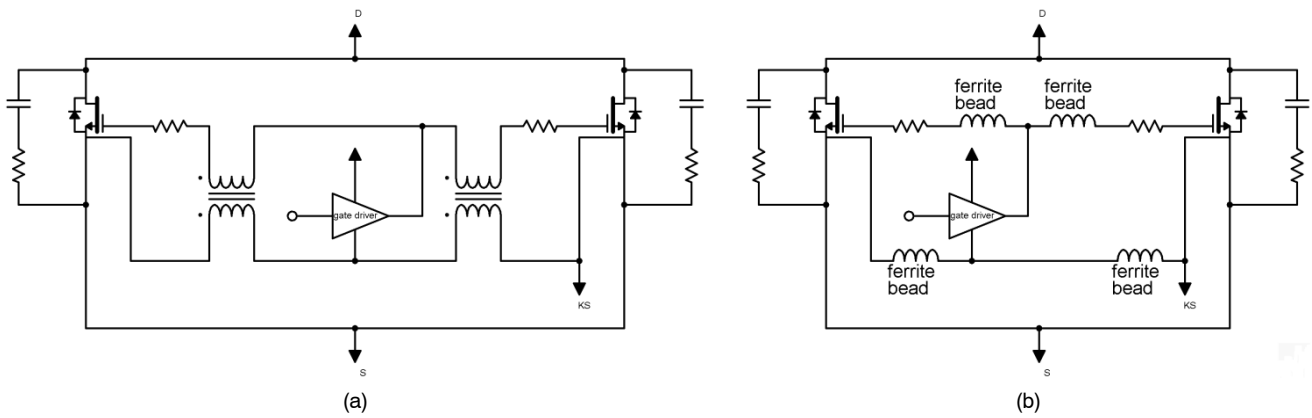 D
gate driver
KS
S
(a)
D
ferrite
bead
ferrite
bead
gate driver
ferrite
bead
ferrite
bead
KS
S
(b)